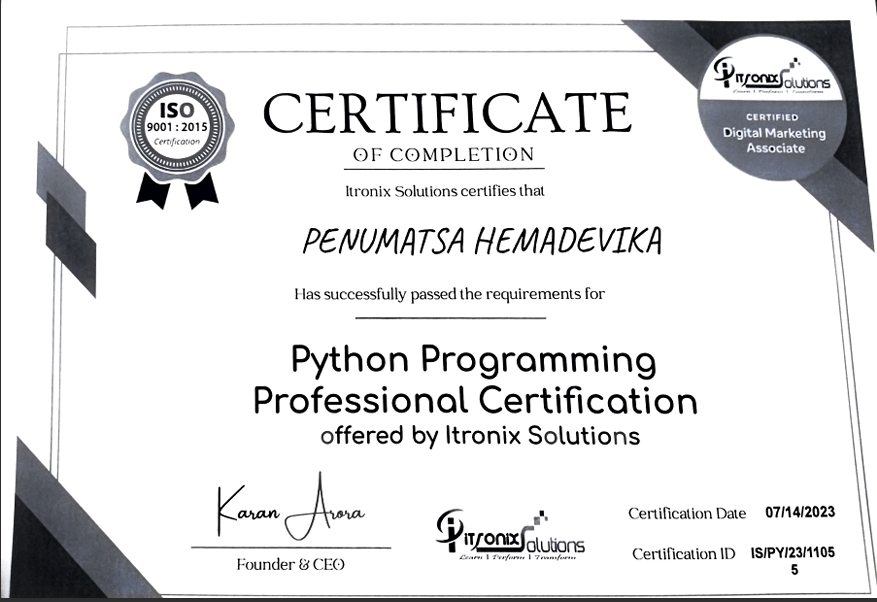 ISO
9001 : 2015
Certification
CERTIFICATE
OF COMPLETION
Itronix Solutions
Learn | Perform | Transform
CERTIFIED
Digital Marketing
Associate
Itronix Solutions certifies that
PENUMATSA HEMADEVIKA
Has successfully passed the requirements for
Python Programming
Professional Certification
offered by Itronix Solutions
Karan Arora
Founder & CEO
Itronix Solutions
Learn | Perform | Transform
Certification Date 07/14/2023
Certification ID IS/PY/23/1105
5